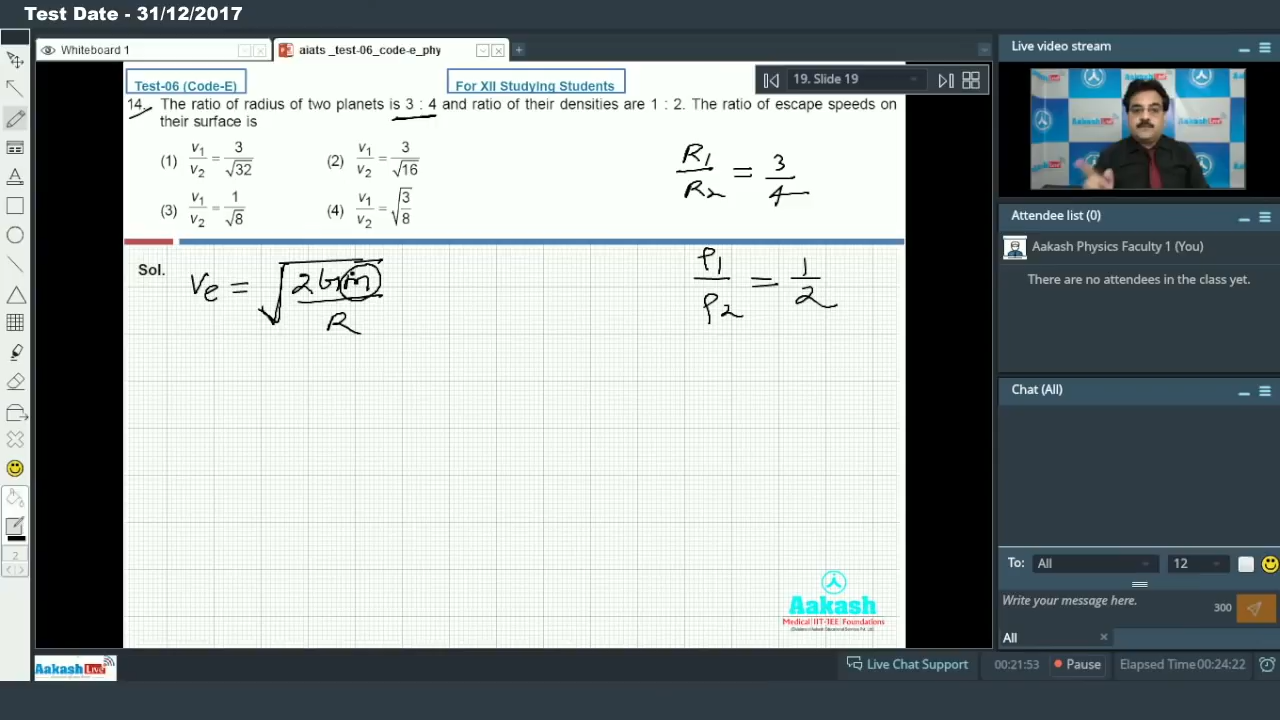 Test Date - 31/12/2017
Whiteboard 1
aiats _test-06_code-e_phy
Live video stream
Test-06 (Code-E)
For XII Studying Students
19. Slide 19
14. The ratio of radius of two planets is 3 : 4 and ratio of their densities are 1 : 2. The ratio of escape speeds on
their surface is
(1) v₁/v₂ = 3/√32
(2) v₁/v₂ = 3/√16
(3) v₁/v₂ = 1/√8
(4) v₁/v₂ = √(3/8)
R₁/R₂ = 3/4
Sol.
Ve = √(2Gm/R)
ρ₁/ρ₂ = 1/2
Aakash
Medical|IIT-JEE|Foundations
Attendee list (0)
Aakash Physics Faculty 1 (You)
There are no attendees in the class yet.
Chat (All)
To: All 12
Write your message here.
300
All
2
Aakash Live
Live Chat Support
00:21:53
Pause
Elapsed Time 00:24:22